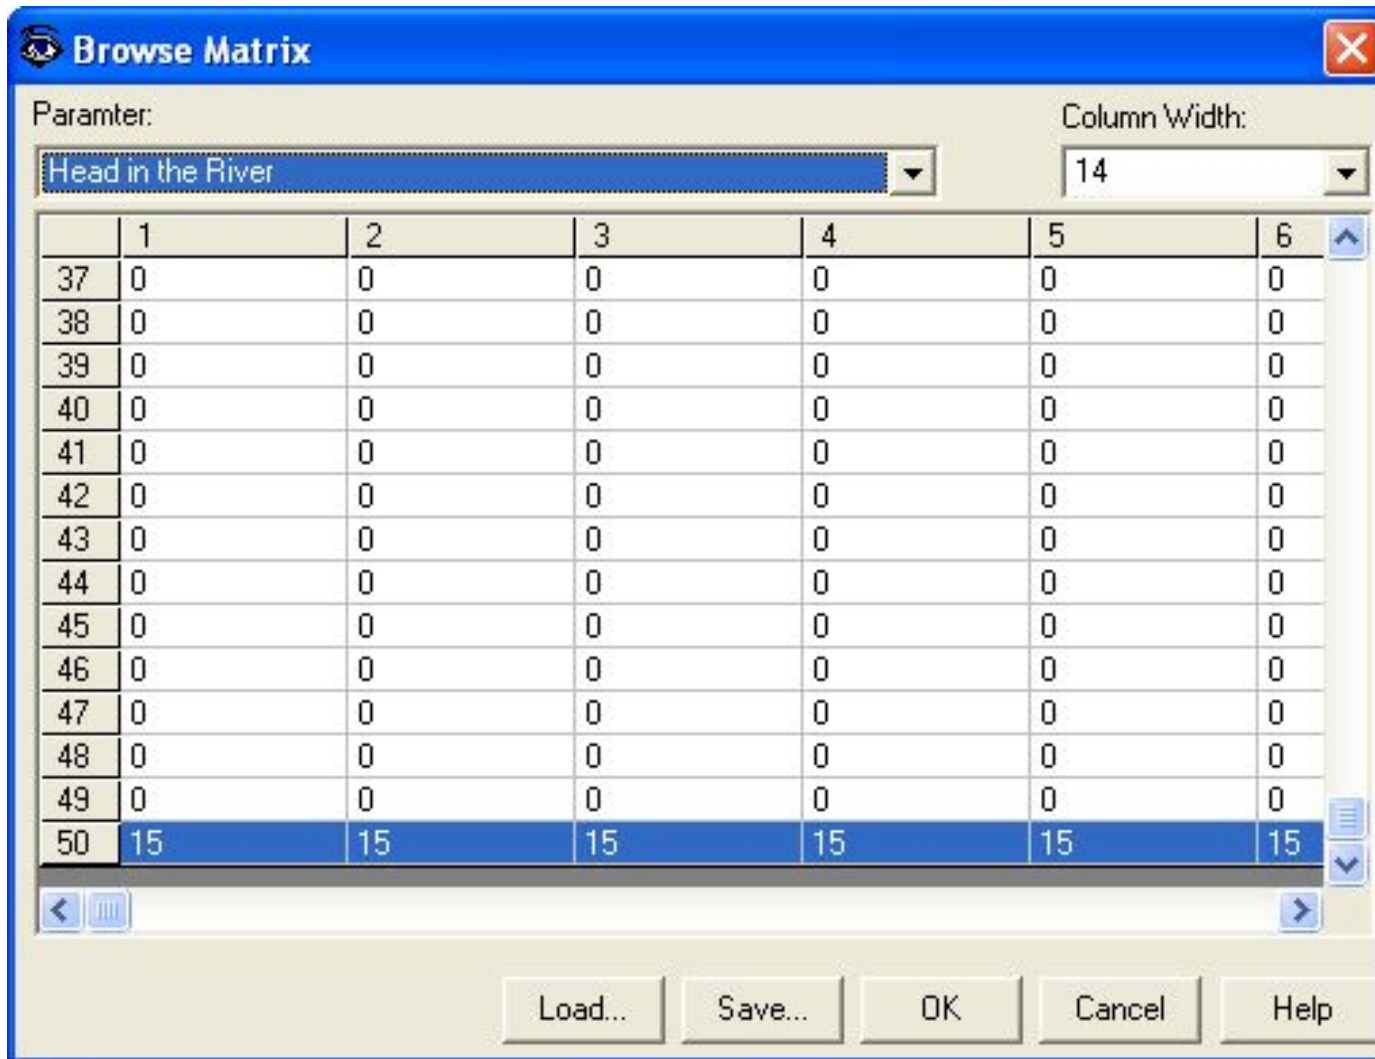 Browse Matrix
Paramter: Column Width:
Head in the River 14
1 2 3 4 5 6
37 0 0 0 0 0 0
38 0 0 0 0 0 0
39 0 0 0 0 0 0
40 0 0 0 0 0 0
41 0 0 0 0 0 0
42 0 0 0 0 0 0
43 0 0 0 0 0 0
44 0 0 0 0 0 0
45 0 0 0 0 0 0
46 0 0 0 0 0 0
47 0 0 0 0 0 0
48 0 0 0 0 0 0
49 0 0 0 0 0 0
50 15 15 15 15 15 15
Load... Save... OK Cancel Help